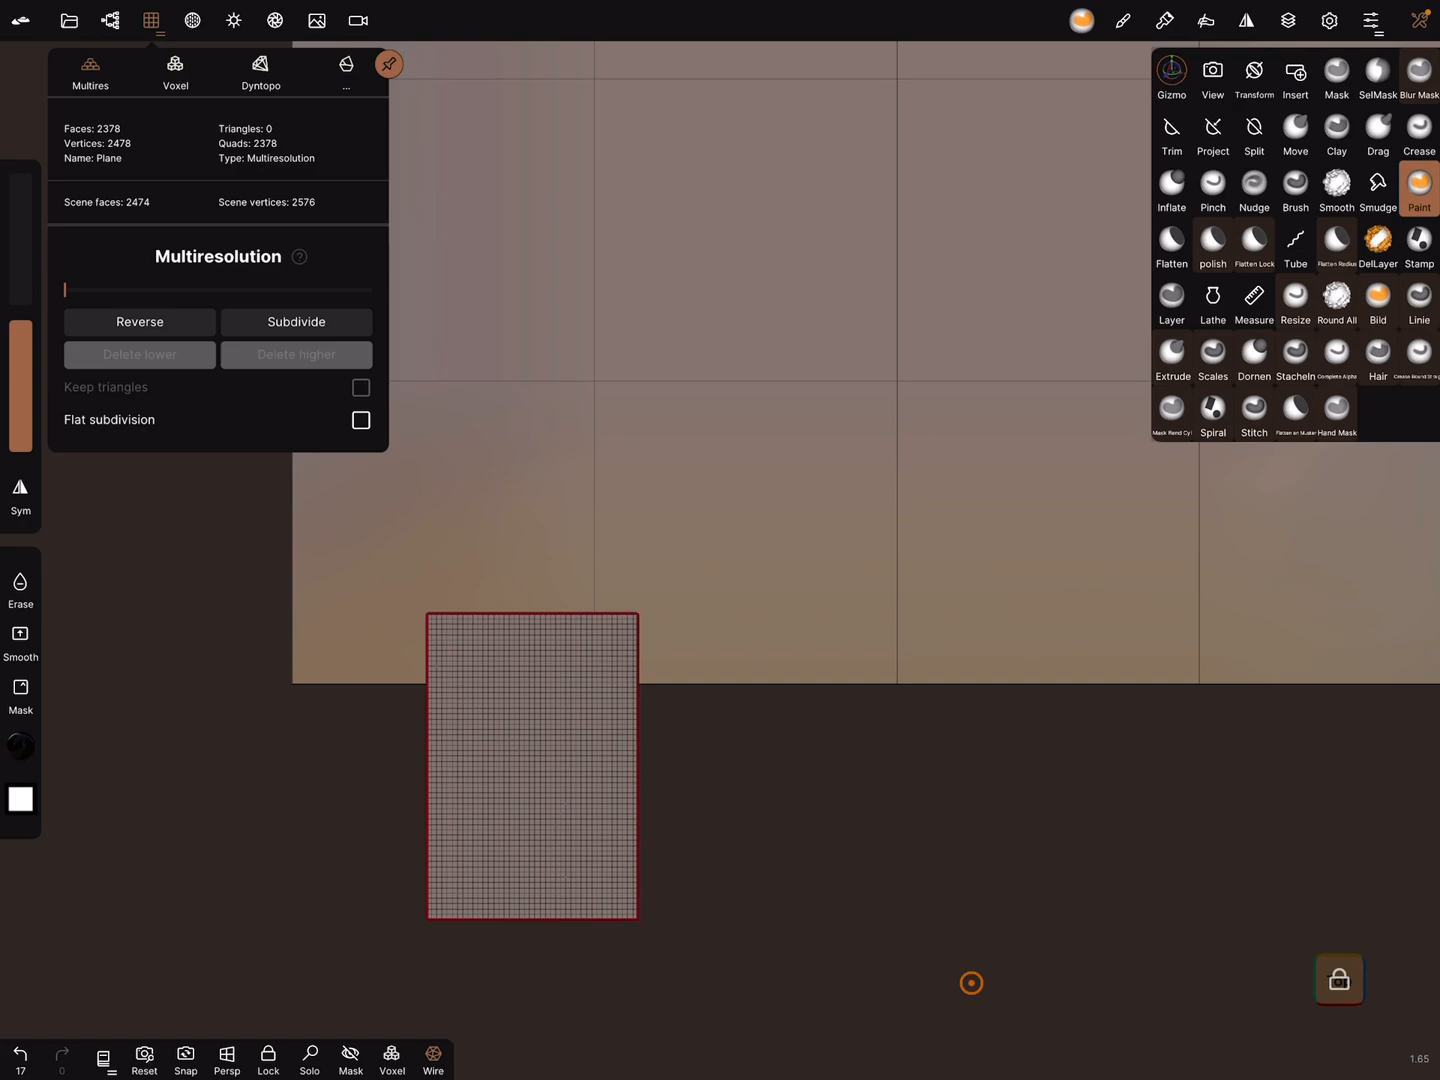 Multires Voxel Dyntopo ...
Faces: 2378 Triangles: 0
Vertices: 2478 Quads: 2378
Name: Plane Type: Multiresolution
Scene faces: 2474 Scene vertices: 2576
Multiresolution ?
Reverse Subdivide
Delete lower Delete higher
Keep triangles
Flat subdivision
Sym
Erase
Smooth
Mask
Gizmo View Transform Insert Mask SelMask Blur Mask
Trim Project Split Move Clay Drag Crease
Inflate Pinch Nudge Brush Smooth Smudge Paint
Flatten polish Flatten Lock Tube Flatten Radius DelLayer Stamp
Layer Lathe Measure Resize Round All Bild Linie
Extrude Scales Dornen Stacheln Complete Alpha Hair
Spiral Stitch Hand Mask
17 0 Reset Snap Persp Lock Solo Mask Voxel Wire
1.65